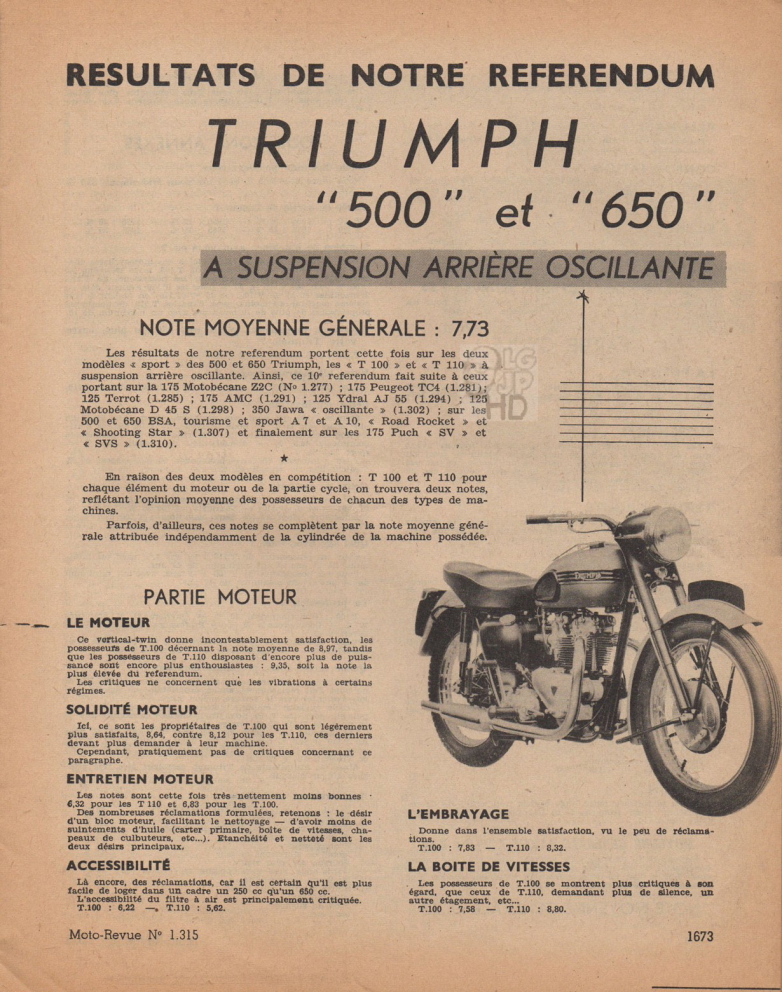 RESULTATS DE NOTRE REFERENDUM
TRIUMPH
"500" et "650"
A SUSPENSION ARRIÈRE OSCILLANTE
NOTE MOYENNE GÉNÉRALE : 7,73
Les résultats de notre referendum portent cette fois sur les deux
modèles « sport » des 500 et 650 Triumph, les « T 100 » et « T 110 » à
suspension arrière oscillante. Ainsi, ce 10e referendum fait suite à ceux
portant sur la 175 Motobécane Z2C (No 1.277) ; 175 Peugeot TC4 (1.281);
125 Terrot (1.285) ; 175 AMC (1.291) ; 125 Ydral AJ 55 (1.294) ; 125
Motobécane D 45 S (1.298) ; 350 Jawa « oscillante » (1.302) ; sur les
500 et 650 BSA, tourisme et sport A 7 et A 10, « Road Rocket » et
« Shooting Star » (1.307) et finalement sur les 175 Puch « SV » et
« SVS » (1.310).
En raison des deux modèles en compétition : T 100 et T 110 pour
chaque élément du moteur ou de la partie cycle, on trouvera deux notes,
reflétant l'opinion moyenne des possesseurs de chacun des types de ma-
chines.
Parfois, d'ailleurs, ces notes se complètent par la note moyenne géné-
rale attribuée indépendamment de la cylindrée de la machine possédée.
PARTIE MOTEUR
LE MOTEUR
Ce vertical-twin donne incontestablement satisfaction, les
possesseurs de T.100 décernant la note moyenne de 8,97, tandis
que les possesseurs de T.110 disposant d'encore plus de puis-
sance sont encore plus enthousiastes : 9,35, soit la note la
plus élevée du referendum.
Les critiques ne concernent que les vibrations à certains
régimes.
SOLIDITÉ MOTEUR
Ici, ce sont les propriétaires de T.100 qui sont légèrement
plus satisfaits, 8,64, contre 8,12 pour les T.110, ces derniers
devant plus demander à leur machine.
Cependant, pratiquement pas de critiques concernant ce
paragraphe.
ENTRETIEN MOTEUR
Les notes sont cette fois très nettement moins bonnes
6,32 pour les T 110 et 6,83 pour les T.100.
Des nombreuses réclamations formulées, retenons : le désir
d'un bloc moteur, facilitant le nettoyage — d'avoir moins de
suintements d'huile (carter primaire, boîte de vitesses, cha-
peaux de culbuteurs, etc...). Etanchéité et netteté sont les
deux désirs principaux.
ACCESSIBILITÉ
Là encore, des réclamations, car il est certain qu'il est plus
facile de loger dans un cadre un 250 cc qu'un 650 cc.
L'accessibilité du filtre à air est principalement critiquée.
T.100 : 6,22 — T.110 : 5,62.
TRIUMPH
L'EMBRAYAGE
Donne dans l'ensemble satisfaction, vu le peu de réclama-
tions.
T.100 : 7,83 — T.110 : 8,32.
LA BOITE DE VITESSES
Les possesseurs de T.100 se montrent plus critiques à son
égard, que ceux de T.110, demandant plus de silence, un
autre étagement, etc...
T.100 : 7,58 — T.110 : 8,80.
Moto-Revue No 1.315
1673